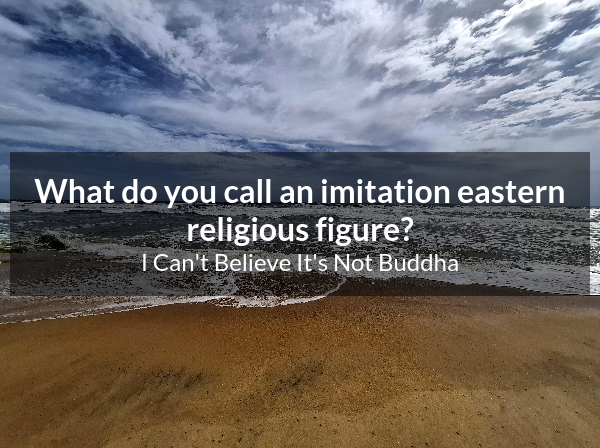 What do you call an imitation eastern
religious figure?
I Can't Believe It's Not Buddha